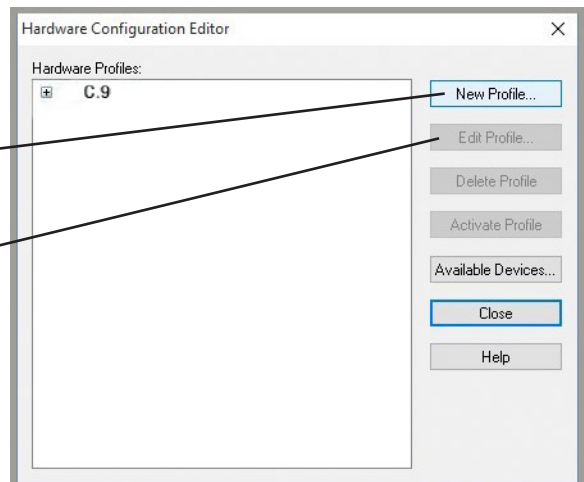 Hardware Configuration Editor
Hardware Profiles:
C.9
New Profile...
Edit Profile...
Delete Profile
Activate Profile
Available Devices...
Close
Help